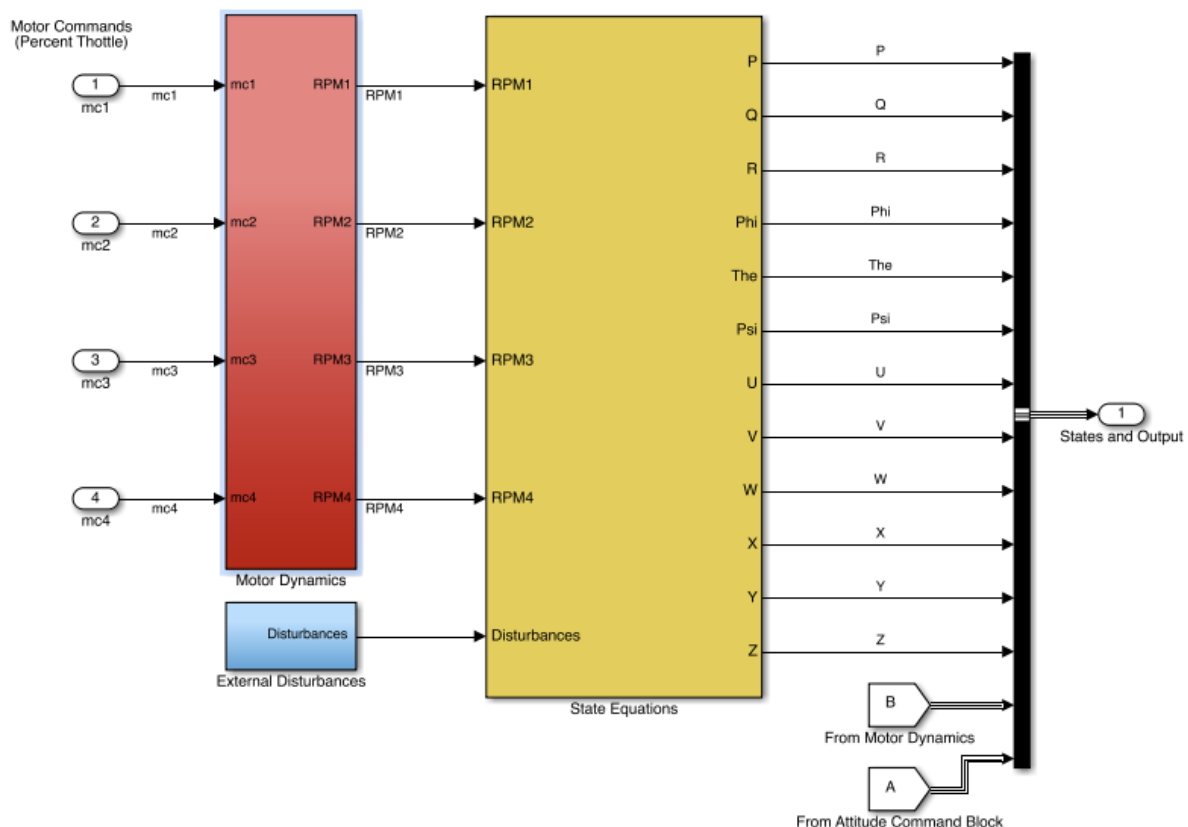 Motor Commands
(Percent Thottle)
1
mc1
mc1
mc1
RPM1
RPM1
RPM1
2
mc2
mc2
mc2
RPM2
RPM2
RPM2
3
mc3
mc3
mc3
RPM3
RPM3
RPM3
4
mc4
mc4
mc4
RPM4
RPM4
RPM4
Motor Dynamics
Disturbances
External Disturbances
Disturbances
State Equations
P
P
Q
Q
R
R
Phi
Phi
The
The
Psi
Psi
U
U
V
V
W
W
X
X
Y
Y
Z
Z
B
From Motor Dynamics
A
From Attitude Command Block
1
States and Output